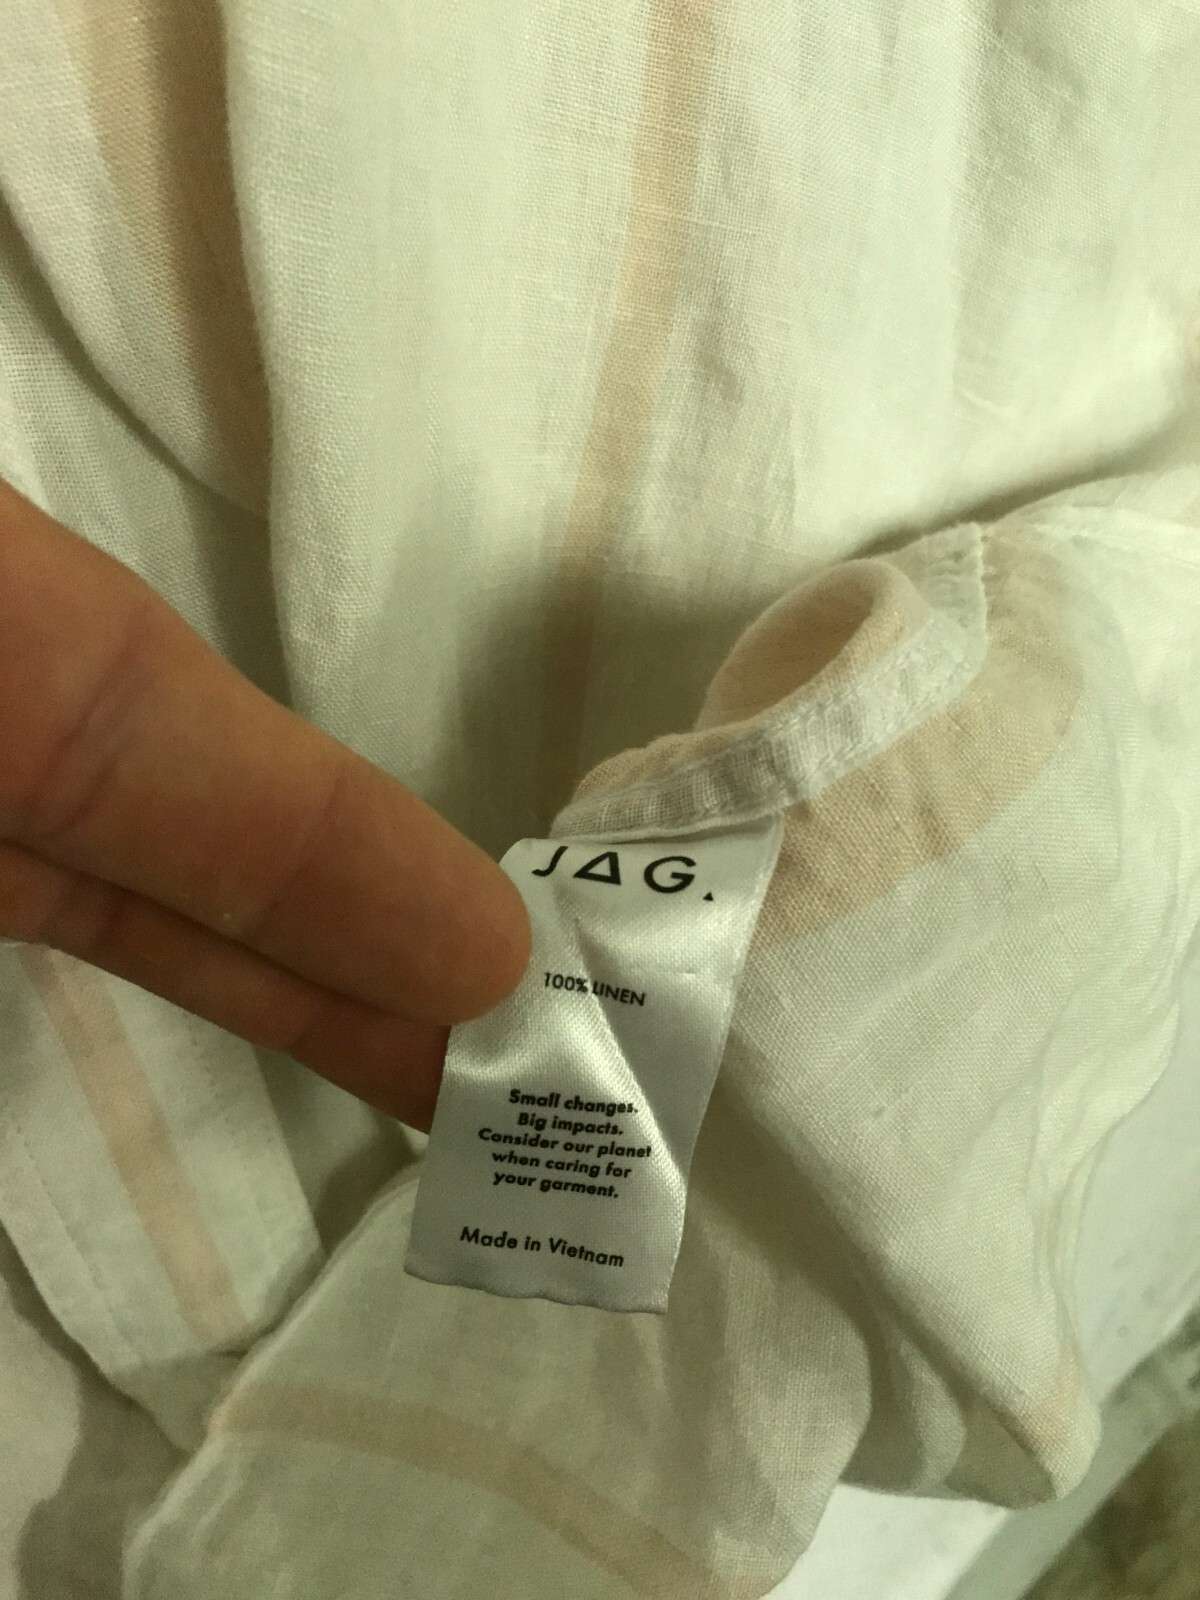 JAG.
100% LINEN
Small changes.
Big impacts.
Consider our planet
when caring for
your garment.
Made in Vietnam